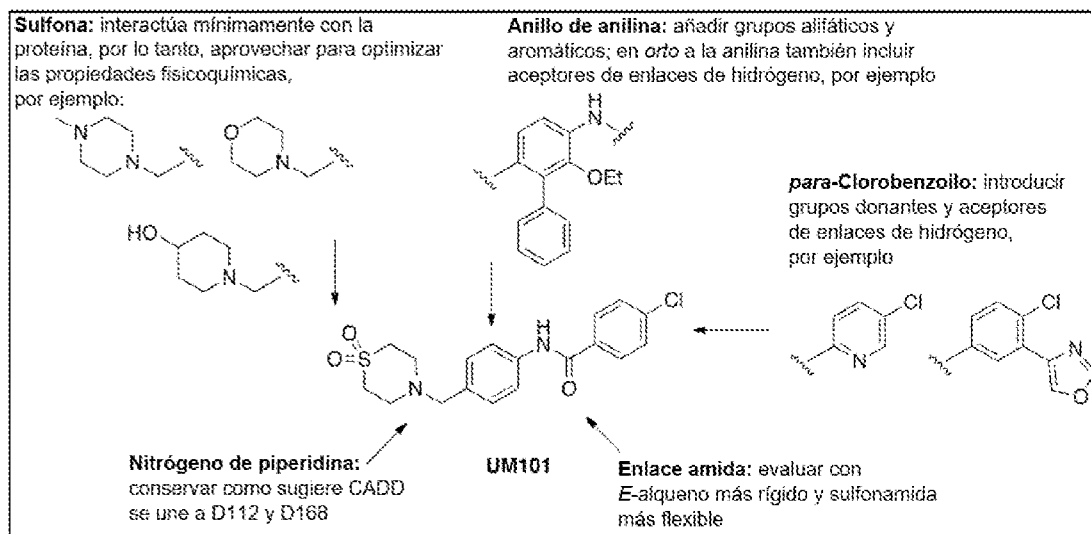 Sulfona: interactúa mínimamente con la
proteína, por lo tanto, aprovechar para optimizar
las propiedades fisicoquímicas,
por ejemplo:
Anillo de anilina: añadir grupos alifáticos y
aromáticos; en orto a la anilina también incluir
aceptores de enlaces de hidrógeno, por ejemplo
N
N
O
N
HO
N
H
N
OEt
para-Clorobenzoílo: introducir
grupos donantes y aceptores
de enlaces de hidrógeno,
por ejemplo
Cl
N
Cl
N
O
O
O
S
N
H
N
O
Cl
Nitrógeno de piperidina:
conservar como sugiere CADD
se une a D112 y D168
UM101
Enlace amida: evaluar con
E-alqueno más rígido y sulfonamida
más flexible